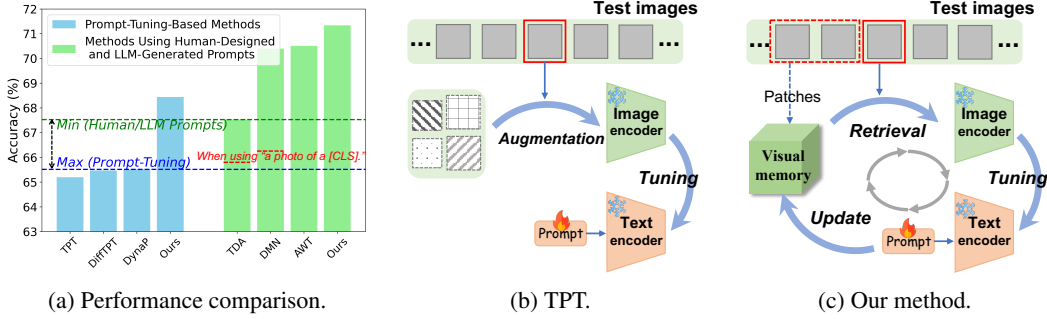 72
71
70
69
68
67
66
65
64
63
Accuracy (%)
Prompt-Tuning-Based Methods
Methods Using Human-Designed
and LLM-Generated Prompts
Min (Human/LLM Prompts)
Max (Prompt-Tuning)
When using "a photo of a [CLS]."
TPT
DiffTPT
DynaP
Ours
TDA
DMN
AWT
Ours
(a) Performance comparison.
Test images
...
...
Augmentation
Image
encoder
Tuning
Prompt
Text
encoder
(b) TPT.
Test images
...
...
Patches
Retrieval
Image
encoder
Visual
memory
Tuning
Update
Prompt
Text
encoder
(c) Our method.